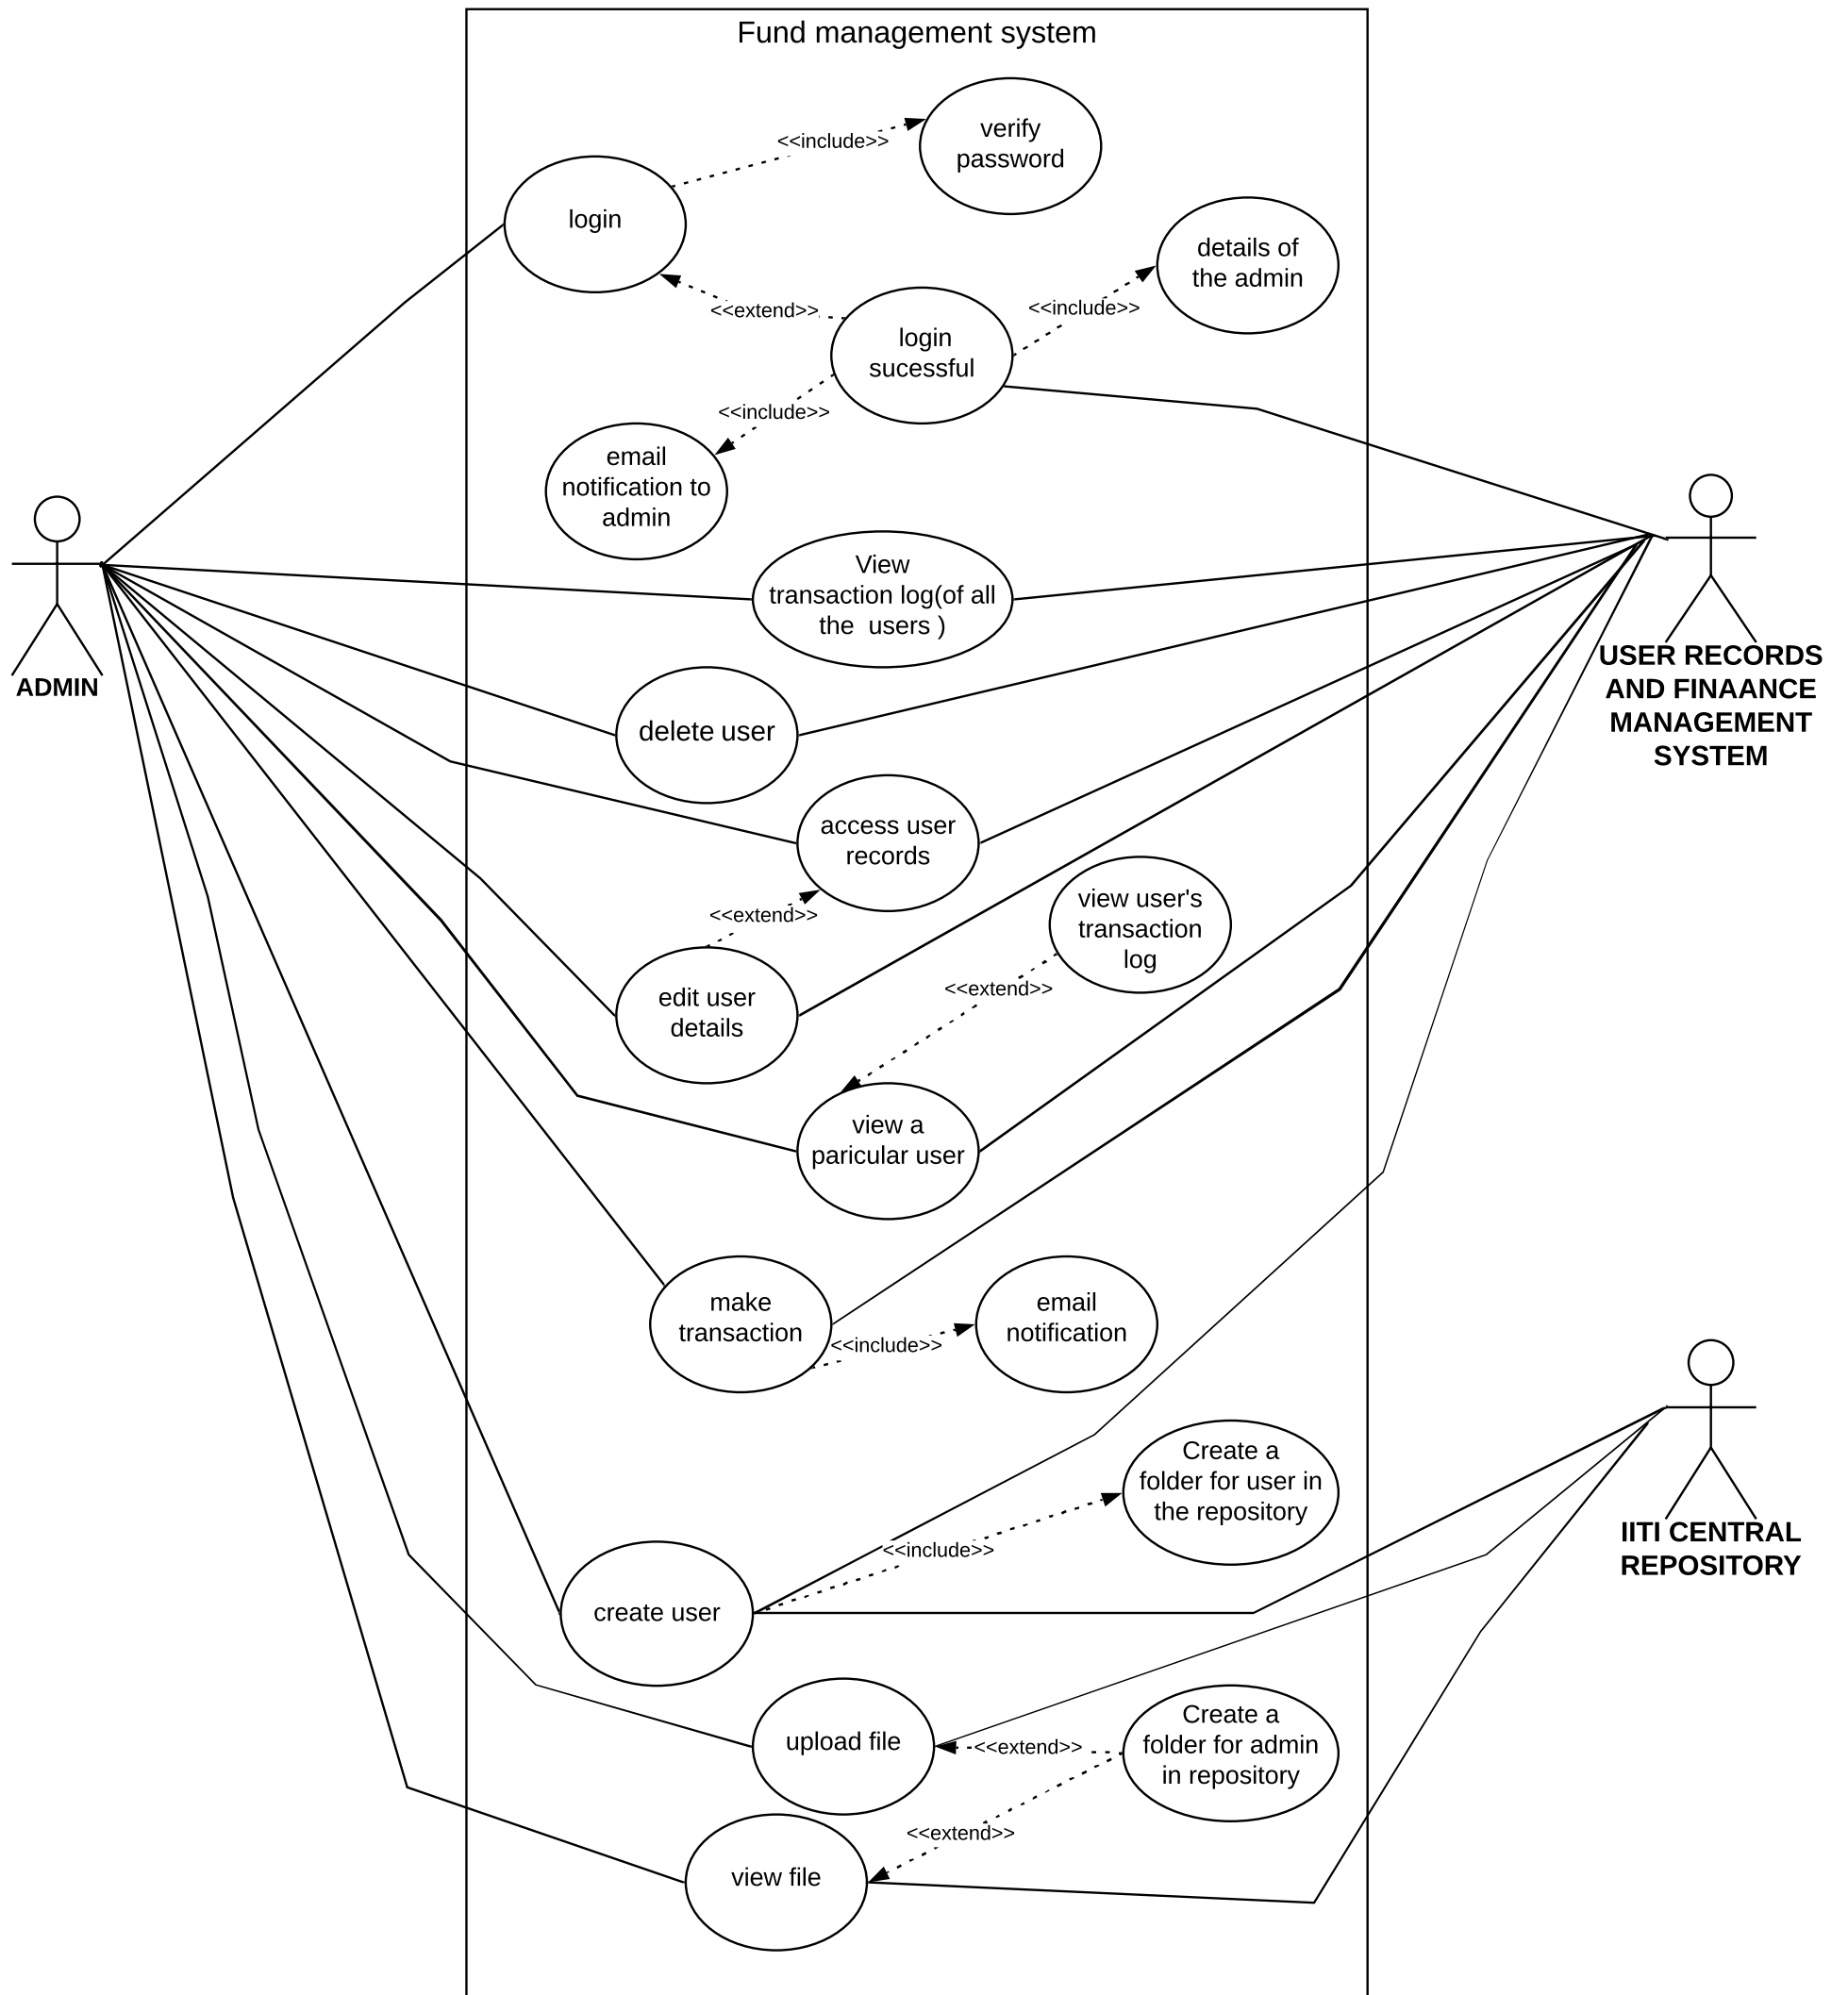 Fund management system
verify
password
<<include>>
login
details of
the admin
<<include>>
<<extend>>
login
sucessful
<<include>>
email
notification to
admin
View
transaction log(of all
the  users )
ADMIN
USER RECORDS
AND FINAANCE
MANAGEMENT
SYSTEM
delete user
access user
records
view user's
transaction
log
<<extend>>
<<extend>>
edit user
details
view a
paricular user
make
transaction
<<include>>
email
notification
Create a
folder for user in
the repository
<<include>>
IITI CENTRAL
REPOSITORY
create user
upload file
<<extend>>
Create a
folder for admin
in repository
<<extend>>
view file